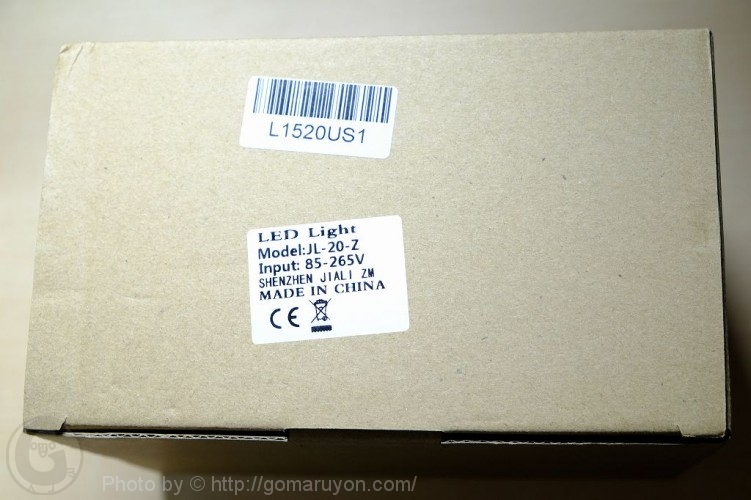 L1520US1
LED Light
Model:JL-20-Z
Input: 85-265V
SHENZHEN JIALI ZM
MADE IN CHINA
CE
Photo by © http://gomaruyon.com/